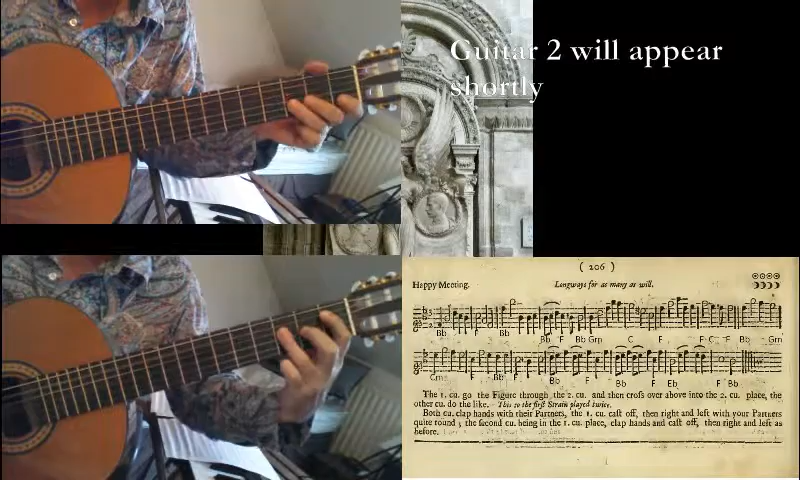 Guitar 2 will appear
shortly
( 206 )
Happy Meeting. Longways for as many as will.
Bb F Bb Bb F Bb Grp C F F C F Bb Gm
Cm F Bb F Bb F Bb F Eb F Bb
The 1. cu. go the Figure through the 2. cu. and then cross over above into the 2. cu. place, the
other cu. do the like. This to the first Strain played twice.
Both cu. clap hands with their Partners, the 1. cu. cast off, then right and left with your Partners
quite round ; the second cu. being in the 1. cu. place, clap hands and cast off, then right and left as
before.